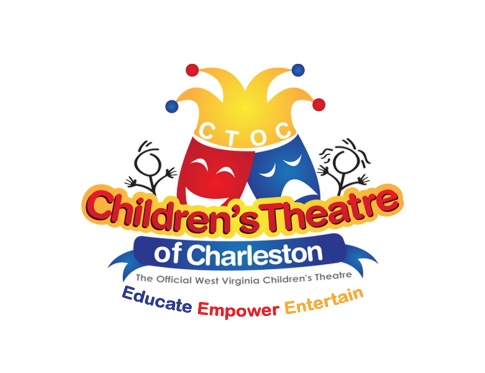 CTOC
Children's Theatre
of Charleston
The Official West Virginia Children's Theatre
Educate Empower Entertain